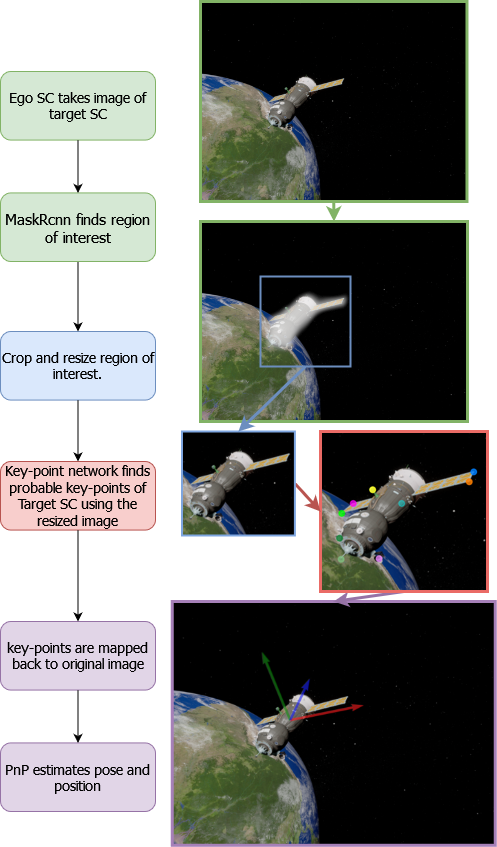 Ego SC takes image of
target SC
MaskRcnn finds region
of interest
Crop and resize region of
interest.
Key-point network finds
probable key-points of
Target SC using the
resized image
key-points are mapped
back to original image
PnP estimates pose and
position